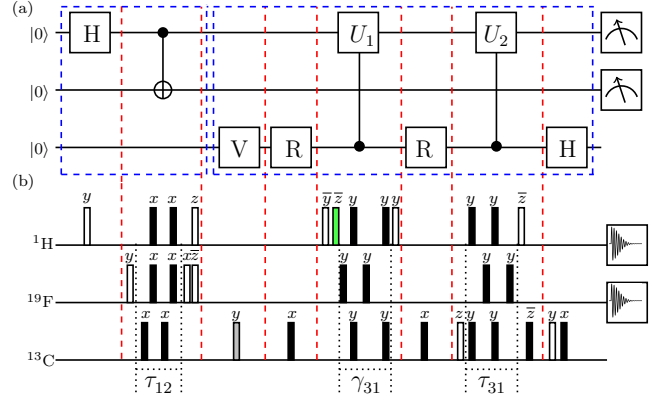 (a)
|0⟩ H U₁ U₂
|0⟩
|0⟩ V R R H
(b)
y x x z y̅ z̅ y y y y y z̅
¹H
y x x x z̅ y y y y
¹⁹F
x x y x y y x z y y z̅ y x
¹³C
τ₁₂ γ₃₁ τ₃₁